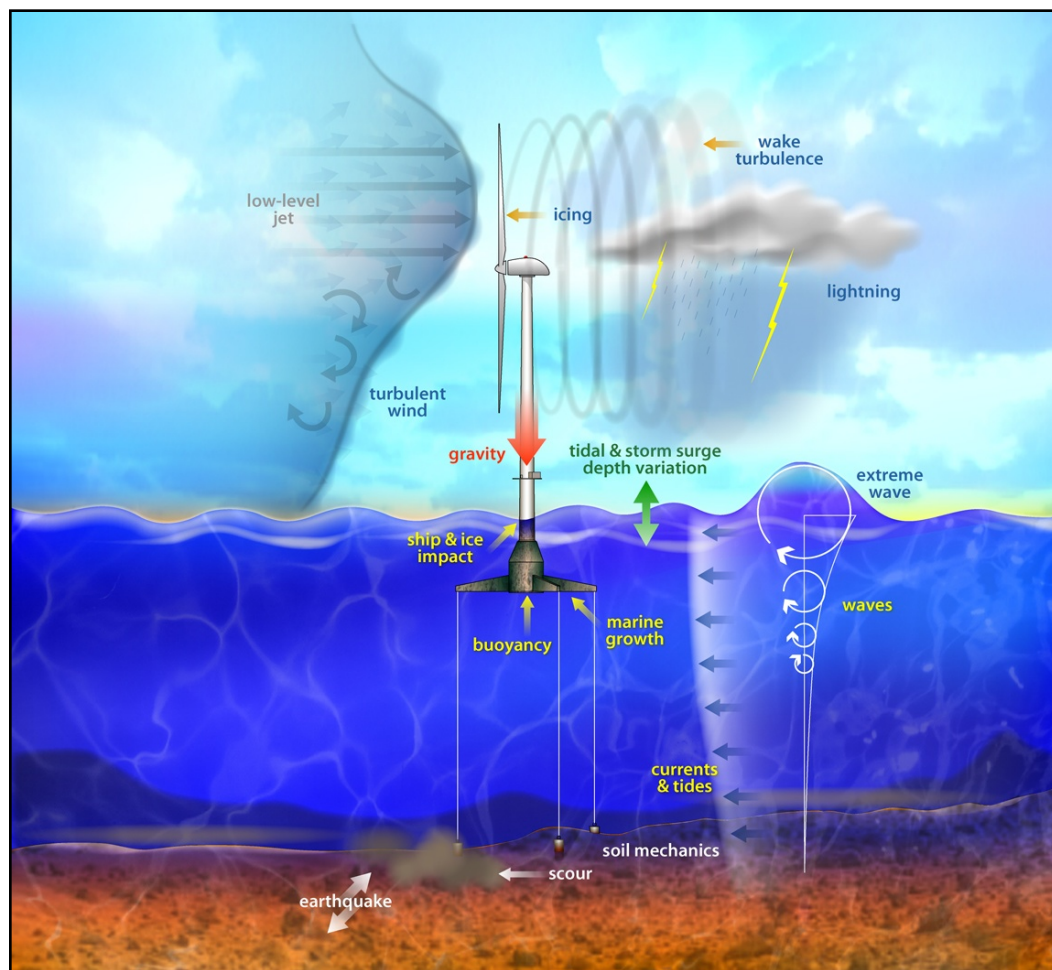 wake
turbulence
low-level
jet
icing
lightning
turbulent
wind
gravity
tidal & storm surge
depth variation
extreme
wave
ship & ice
impact
waves
marine
growth
buoyancy
currents
& tides
soil mechanics
scour
earthquake